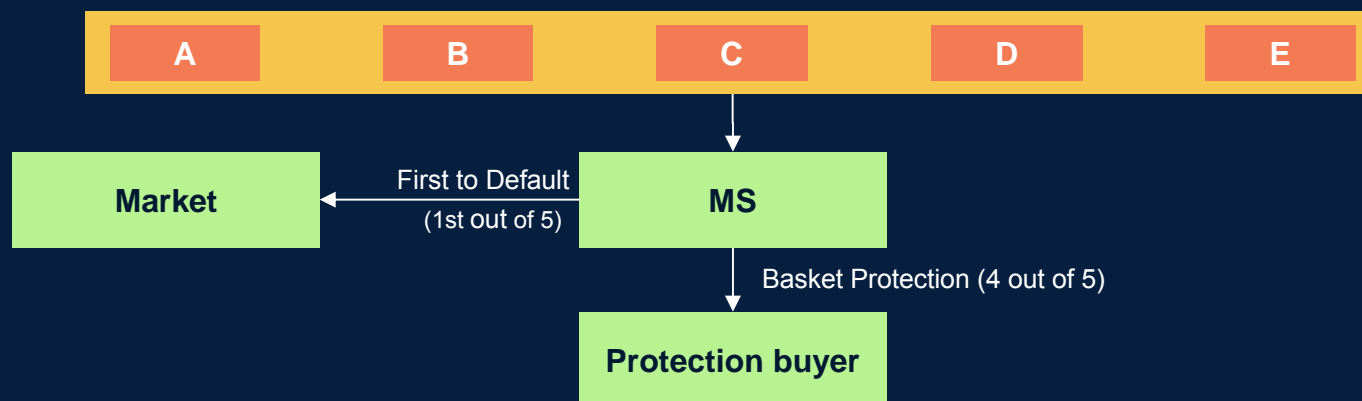 A B C D E
First to Default
Market MS
(1st out of 5)
Basket Protection (4 out of 5)
Protection buyer